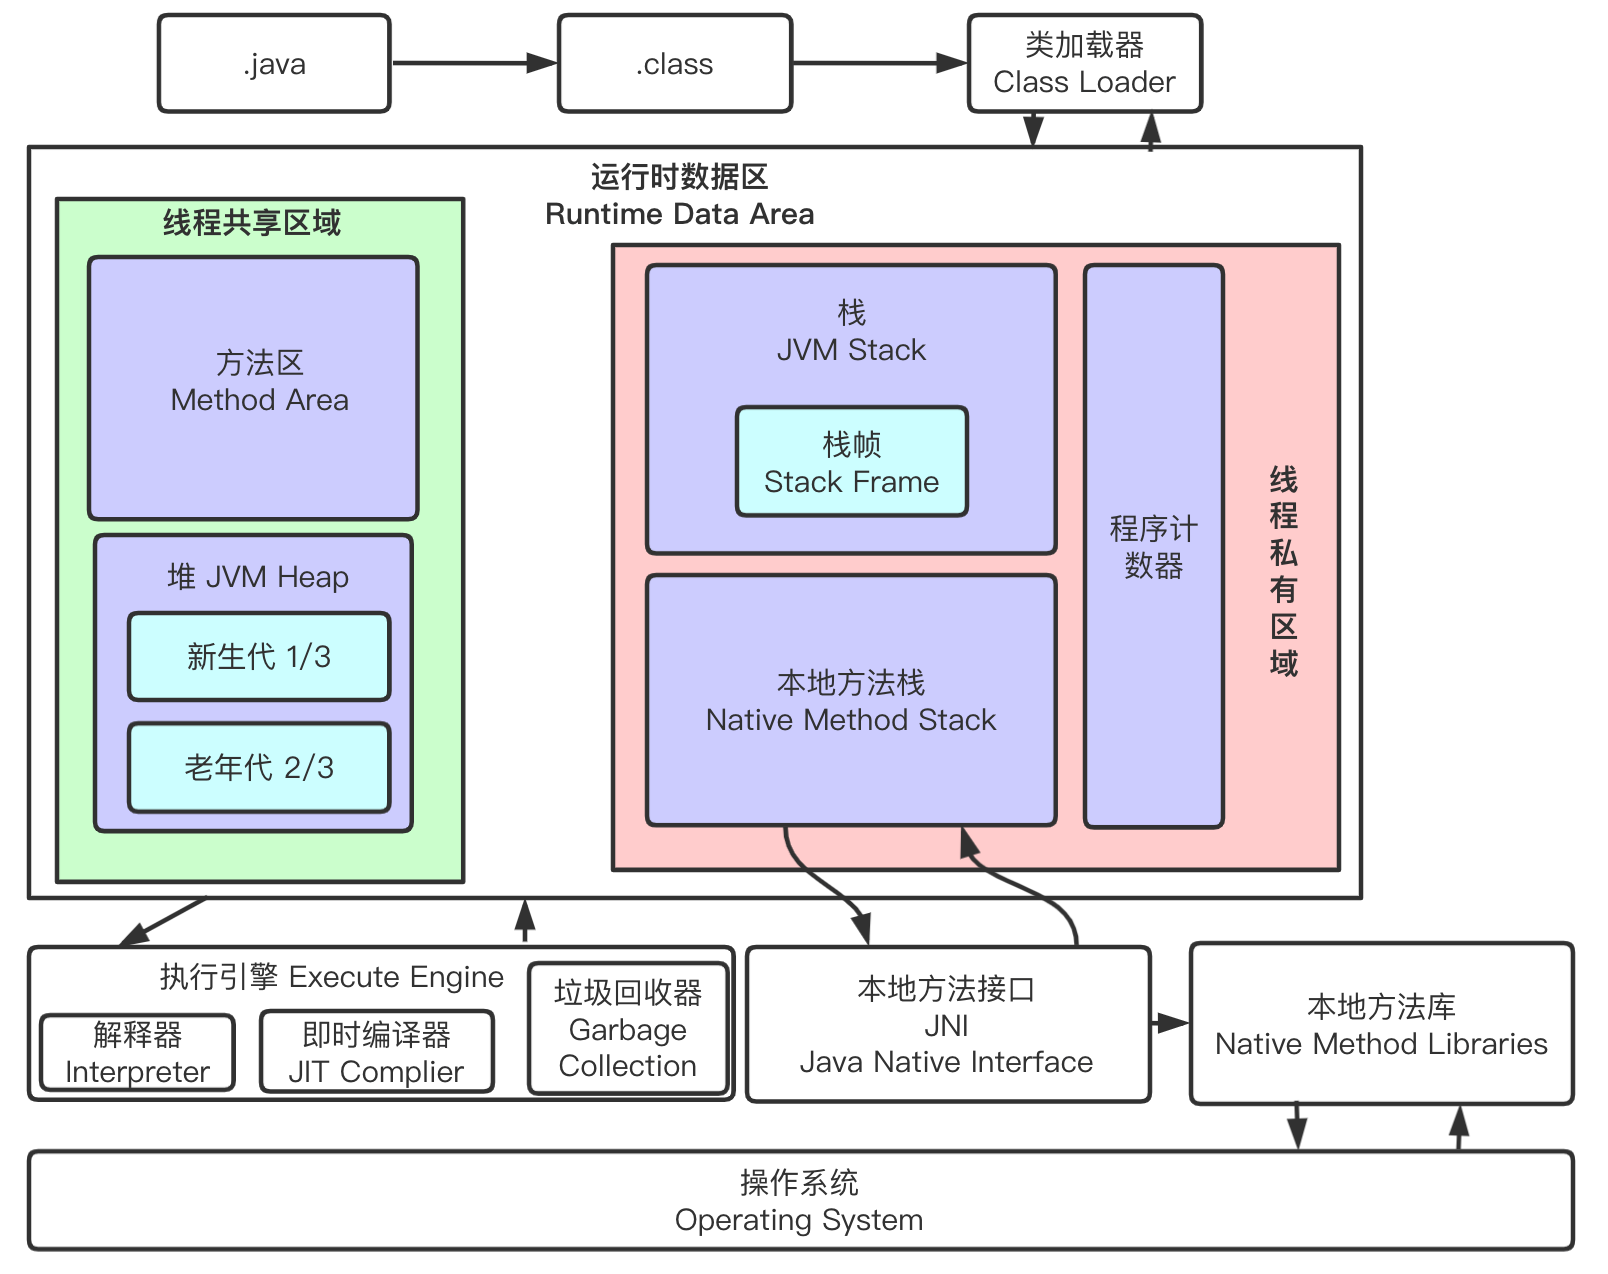 .java
.class
类加载器
Class Loader
运行时数据区
Runtime Data Area
线程共享区域
方法区
Method Area
堆 JVM Heap
新生代 1/3
老年代 2/3
栈
JVM Stack
栈帧
Stack Frame
本地方法栈
Native Method Stack
程序计
数器
线
程
私
有
区
域
执行引擎 Execute Engine
解释器
Interpreter
即时编译器
JIT Complier
垃圾回收器
Garbage
Collection
本地方法接口
JNI
Java Native Interface
本地方法库
Native Method Libraries
操作系统
Operating System